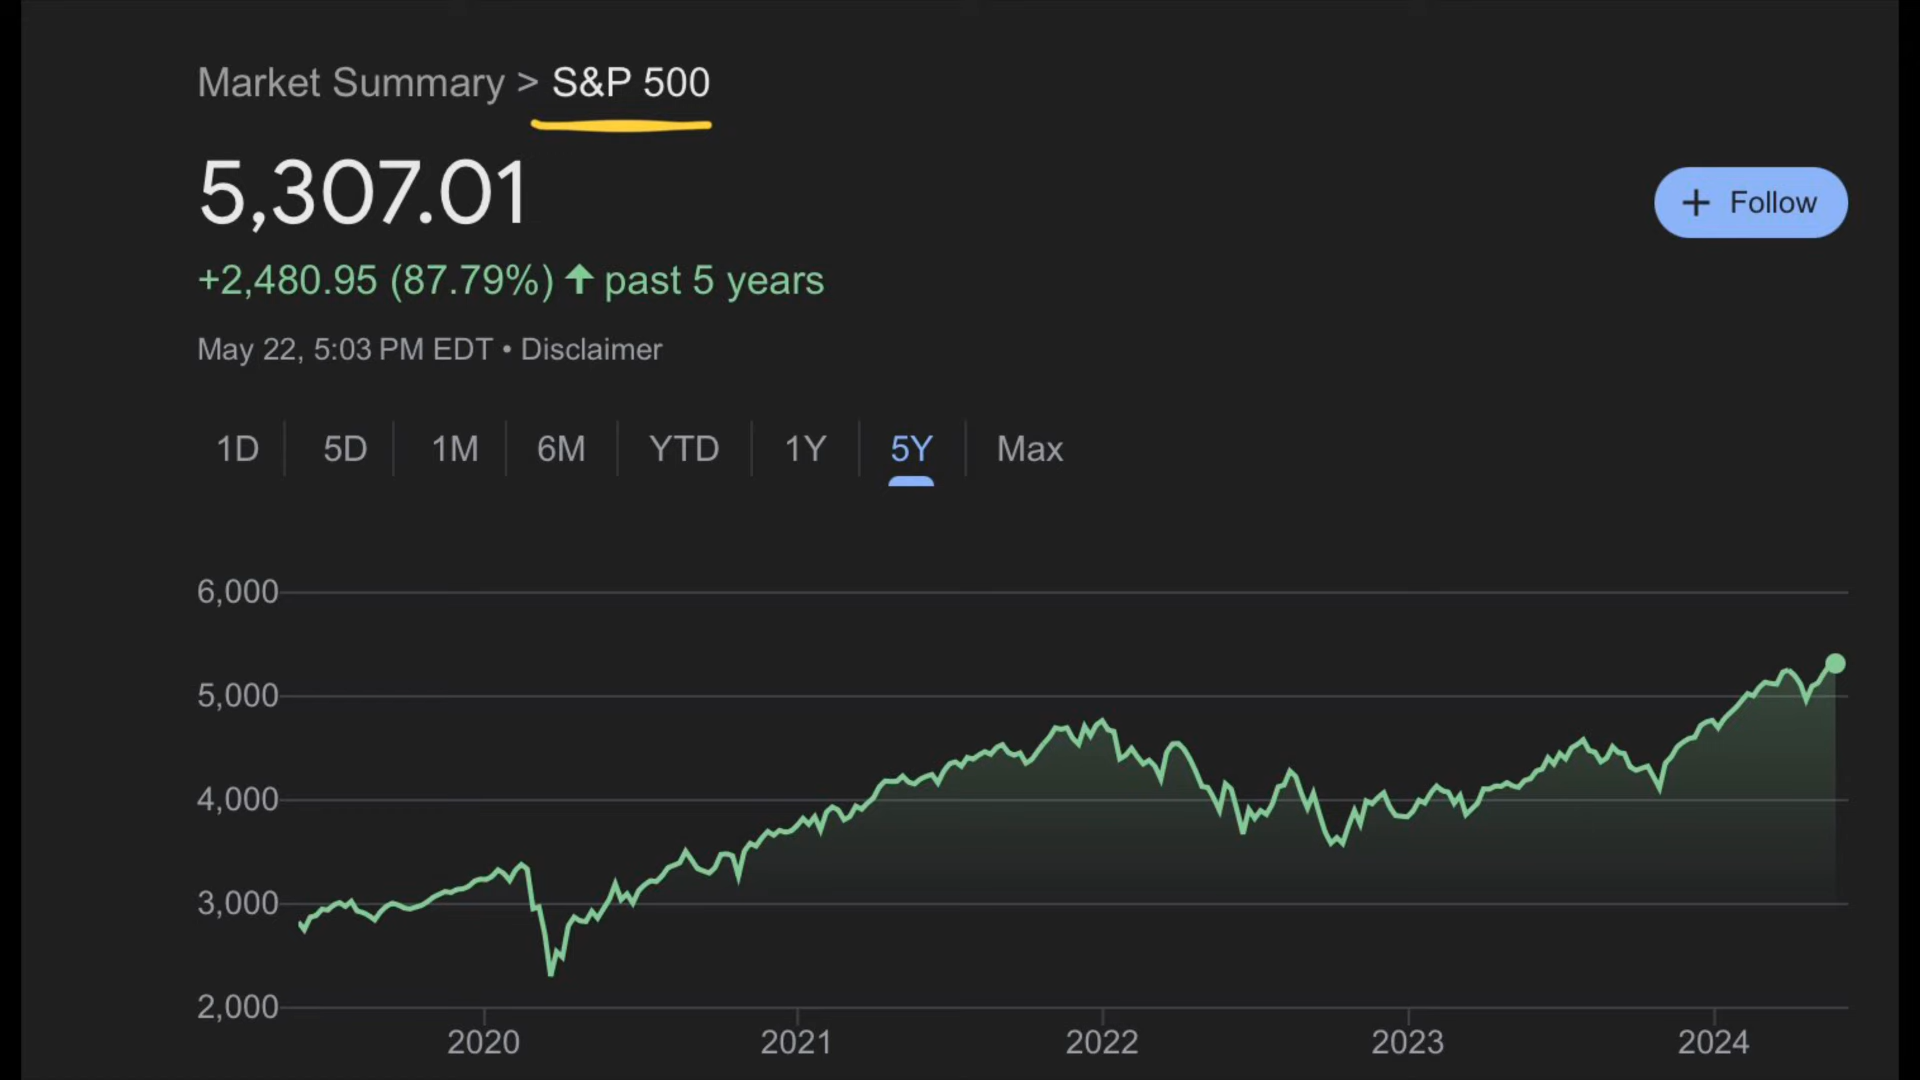 Market Summary > S&P 500
5,307.01
+ Follow
+2,480.95 (87.79%) ↑ past 5 years
May 22, 5:03 PM EDT • Disclaimer
1D 5D 1M 6M YTD 1Y 5Y Max
6,000
5,000
4,000
3,000
2,000
2020 2021 2022 2023 2024